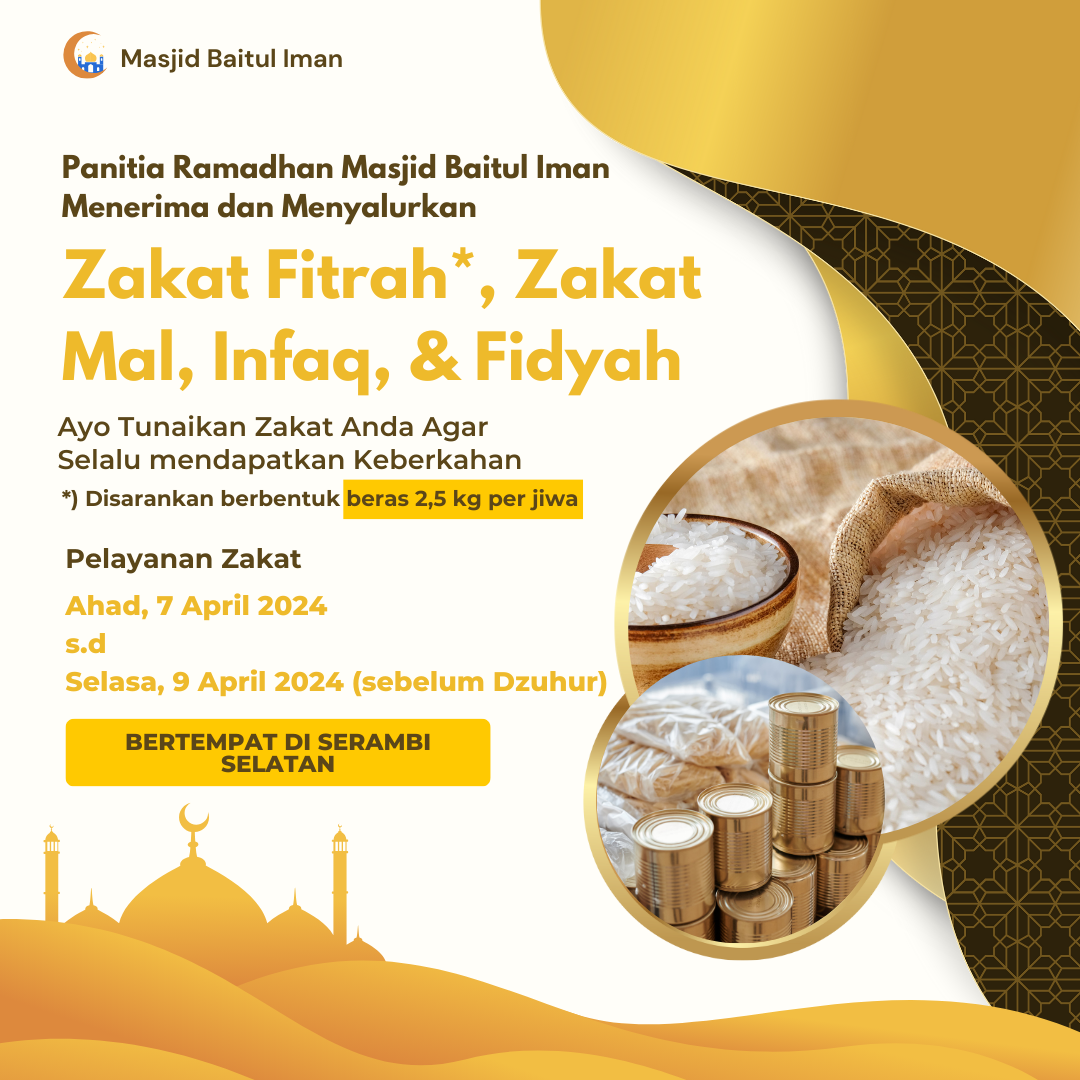 Masjid Baitul Iman
Panitia Ramadhan Masjid Baitul Iman
Menerima dan Menyalurkan
Zakat Fitrah*, Zakat
Mal, Infaq, & Fidyah
Ayo Tunaikan Zakat Anda Agar
Selalu mendapatkan Keberkahan
*) Disarankan berbentuk beras 2,5 kg per jiwa
Pelayanan Zakat
Ahad, 7 April 2024
s.d
Selasa, 9 April 2024 (sebelum Dzuhur)
BERTEMPAT DI SERAMBI
SELATAN